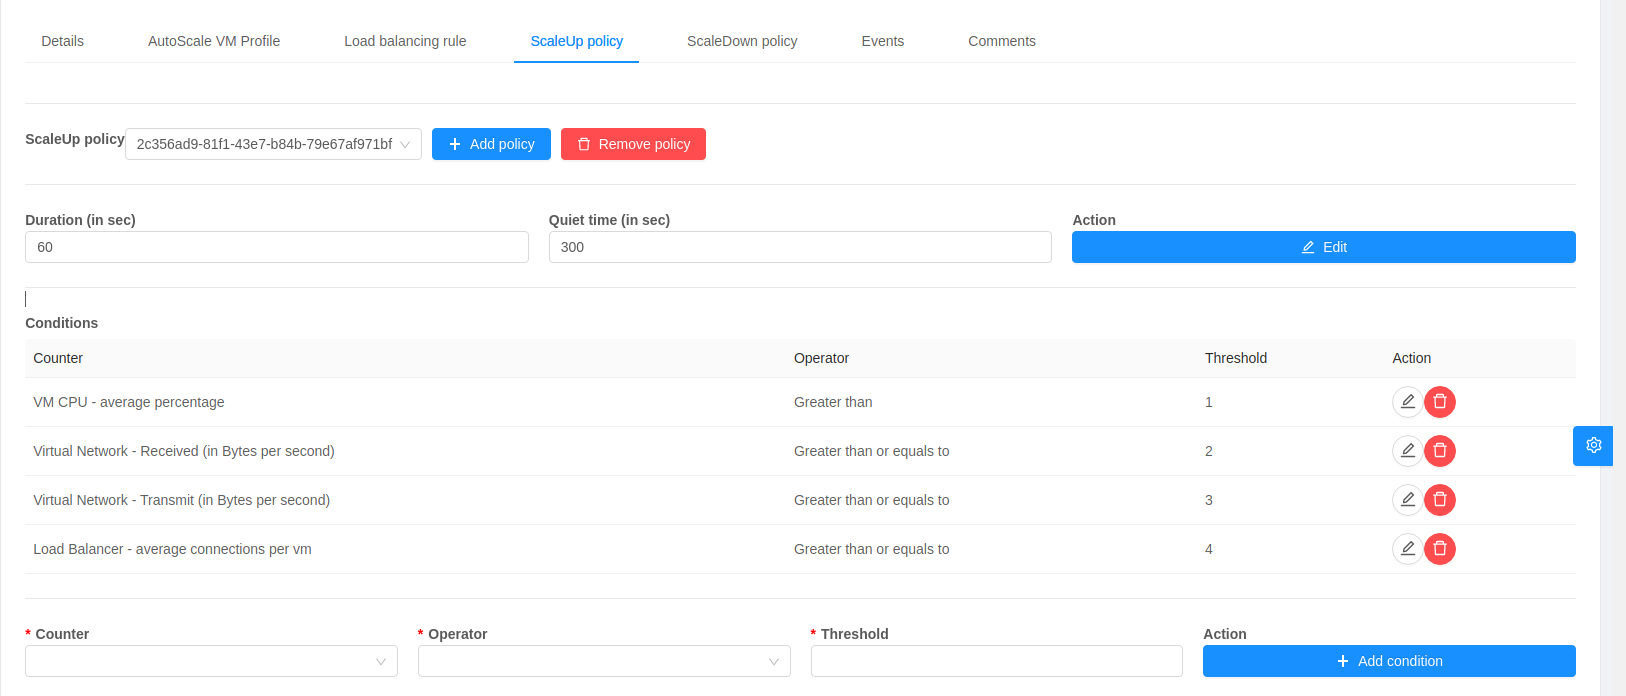 Details AutoScale VM Profile Load balancing rule ScaleUp policy ScaleDown policy Events Comments
ScaleUp policy 2c356ad9-81f1-43e7-b84b-79e67af971bf Add policy Remove policy
Duration (in sec) Quiet time (in sec) Action
60 300 Edit
Conditions
Counter Operator Threshold Action
VM CPU - average percentage Greater than 1
Virtual Network - Received (in Bytes per second) Greater than or equals to 2
Virtual Network - Transmit (in Bytes per second) Greater than or equals to 3
Load Balancer - average connections per vm Greater than or equals to 4
* Counter * Operator * Threshold Action
Add condition